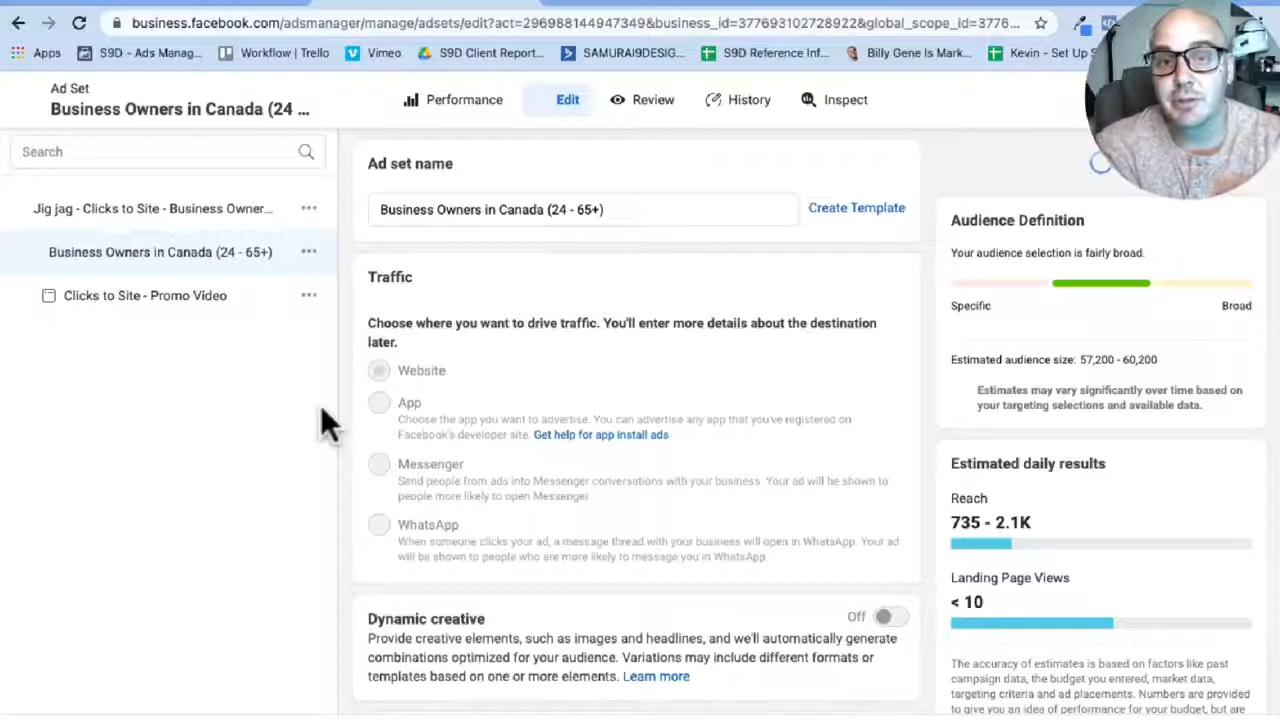 business.facebook.com/adsmanager/manage/adsets/edit?act=296988144947349&business_id=377693102728922&global_scope_id=3776...
Apps
S9D - Ads Manag...
Workflow | Trello
Vimeo
S9D Client Report...
SAMURAI9DESIG...
S9D Reference Inf...
Billy Gene Is Mark...
Kevin - Set Up S
Ad Set
Business Owners in Canada (24 ...
Performance
Edit
Review
History
Inspect
Search
Jig jag - Clicks to Site - Business Owner...
Business Owners in Canada (24 - 65+)
Clicks to Site - Promo Video
Ad set name
Business Owners in Canada (24 - 65+)
Create Template
Traffic
Choose where you want to drive traffic. You'll enter more details about the destination
later.
Website
App
Choose the app you want to advertise. You can advertise any app that you've registered on
Facebook's developer site. Get help for app install ads
Messenger
Send people from ads into Messenger conversations with your business. Your ad will be shown to
people more likely to open Messenger
WhatsApp
When someone clicks your ad, a message thread with your business will open in WhatsApp. Your ad
will be shown to people who are more likely to message you in WhatsApp.
Dynamic creative
Off
Provide creative elements, such as images and headlines, and we'll automatically generate
combinations optimized for your audience. Variations may include different formats or
templates based on one or more elements. Learn more
Audience Definition
Your audience selection is fairly broad.
Specific
Broad
Estimated audience size: 57,200 - 60,200
Estimates may vary significantly over time based on
your targeting selections and available data.
Estimated daily results
Reach
735 - 2.1K
Landing Page Views
< 10
The accuracy of estimates is based on factors like past
campaign data, the budget you entered, market data,
targeting criteria and ad placements. Numbers are provided
to give you an idea of performance for your budget, but are